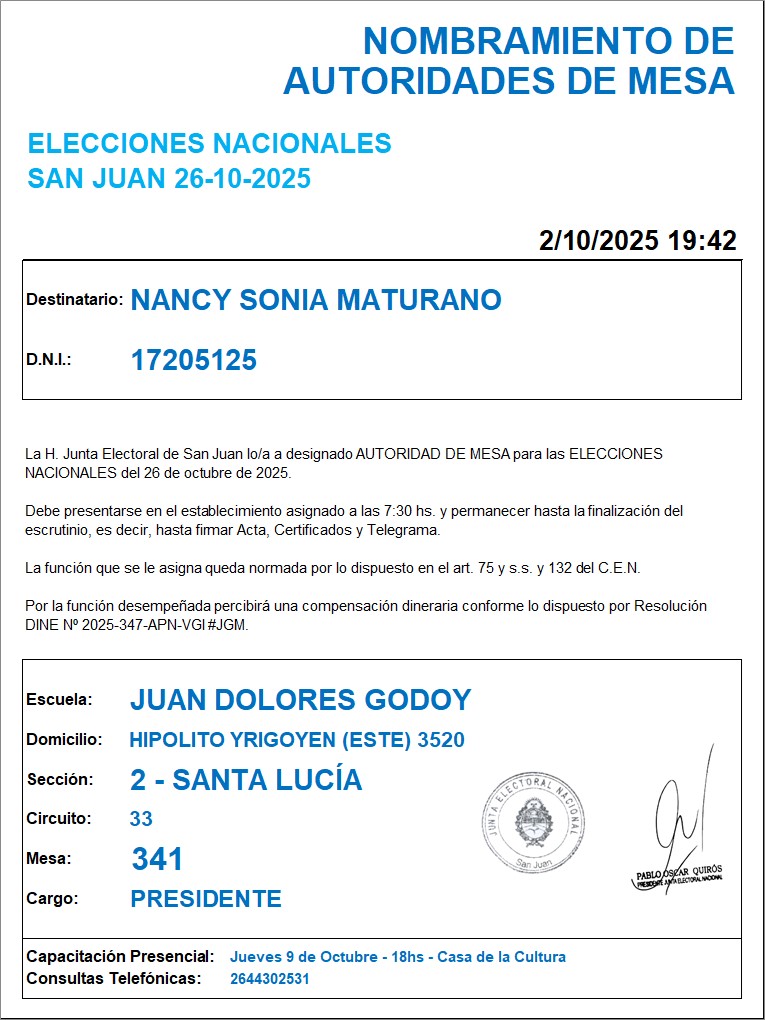 NOMBRAMIENTO DE
AUTORIDADES DE MESA
ELECCIONES NACIONALES
SAN JUAN 26-10-2025
2/10/2025 19:42
Destinatario: NANCY SONIA MATURANO
D.N.I.: 17205125
La H. Junta Electoral de San Juan lo/a a designado AUTORIDAD DE MESA para las ELECCIONES
NACIONALES del 26 de octubre de 2025.
Debe presentarse en el establecimiento asignado a las 7:30 hs. y permanecer hasta la finalización del
escrutinio, es decir, hasta firmar Acta, Certificados y Telegrama.
La función que se le asigna queda normada por lo dispuesto en el art. 75 y s.s. y 132 del C.E.N.
Por la función desempeñada percibirá una compensación dineraria conforme lo dispuesto por Resolución
DINE Nº 2025-347-APN-VGI#JGM.
Escuela: JUAN DOLORES GODOY
Domicilio: HIPOLITO YRIGOYEN (ESTE) 3520
Sección: 2 - SANTA LUCÍA
Circuito: 33
Mesa: 341
Cargo: PRESIDENTE
JUNTA ELECTORAL NACIONAL
San Juan
PABLO OSCAR QUIRÓS
PRESIDENTE JUNTA ELECTORAL NACIONAL
Capacitación Presencial: Jueves 9 de Octubre - 18hs - Casa de la Cultura
Consultas Telefónicas: 2644302531